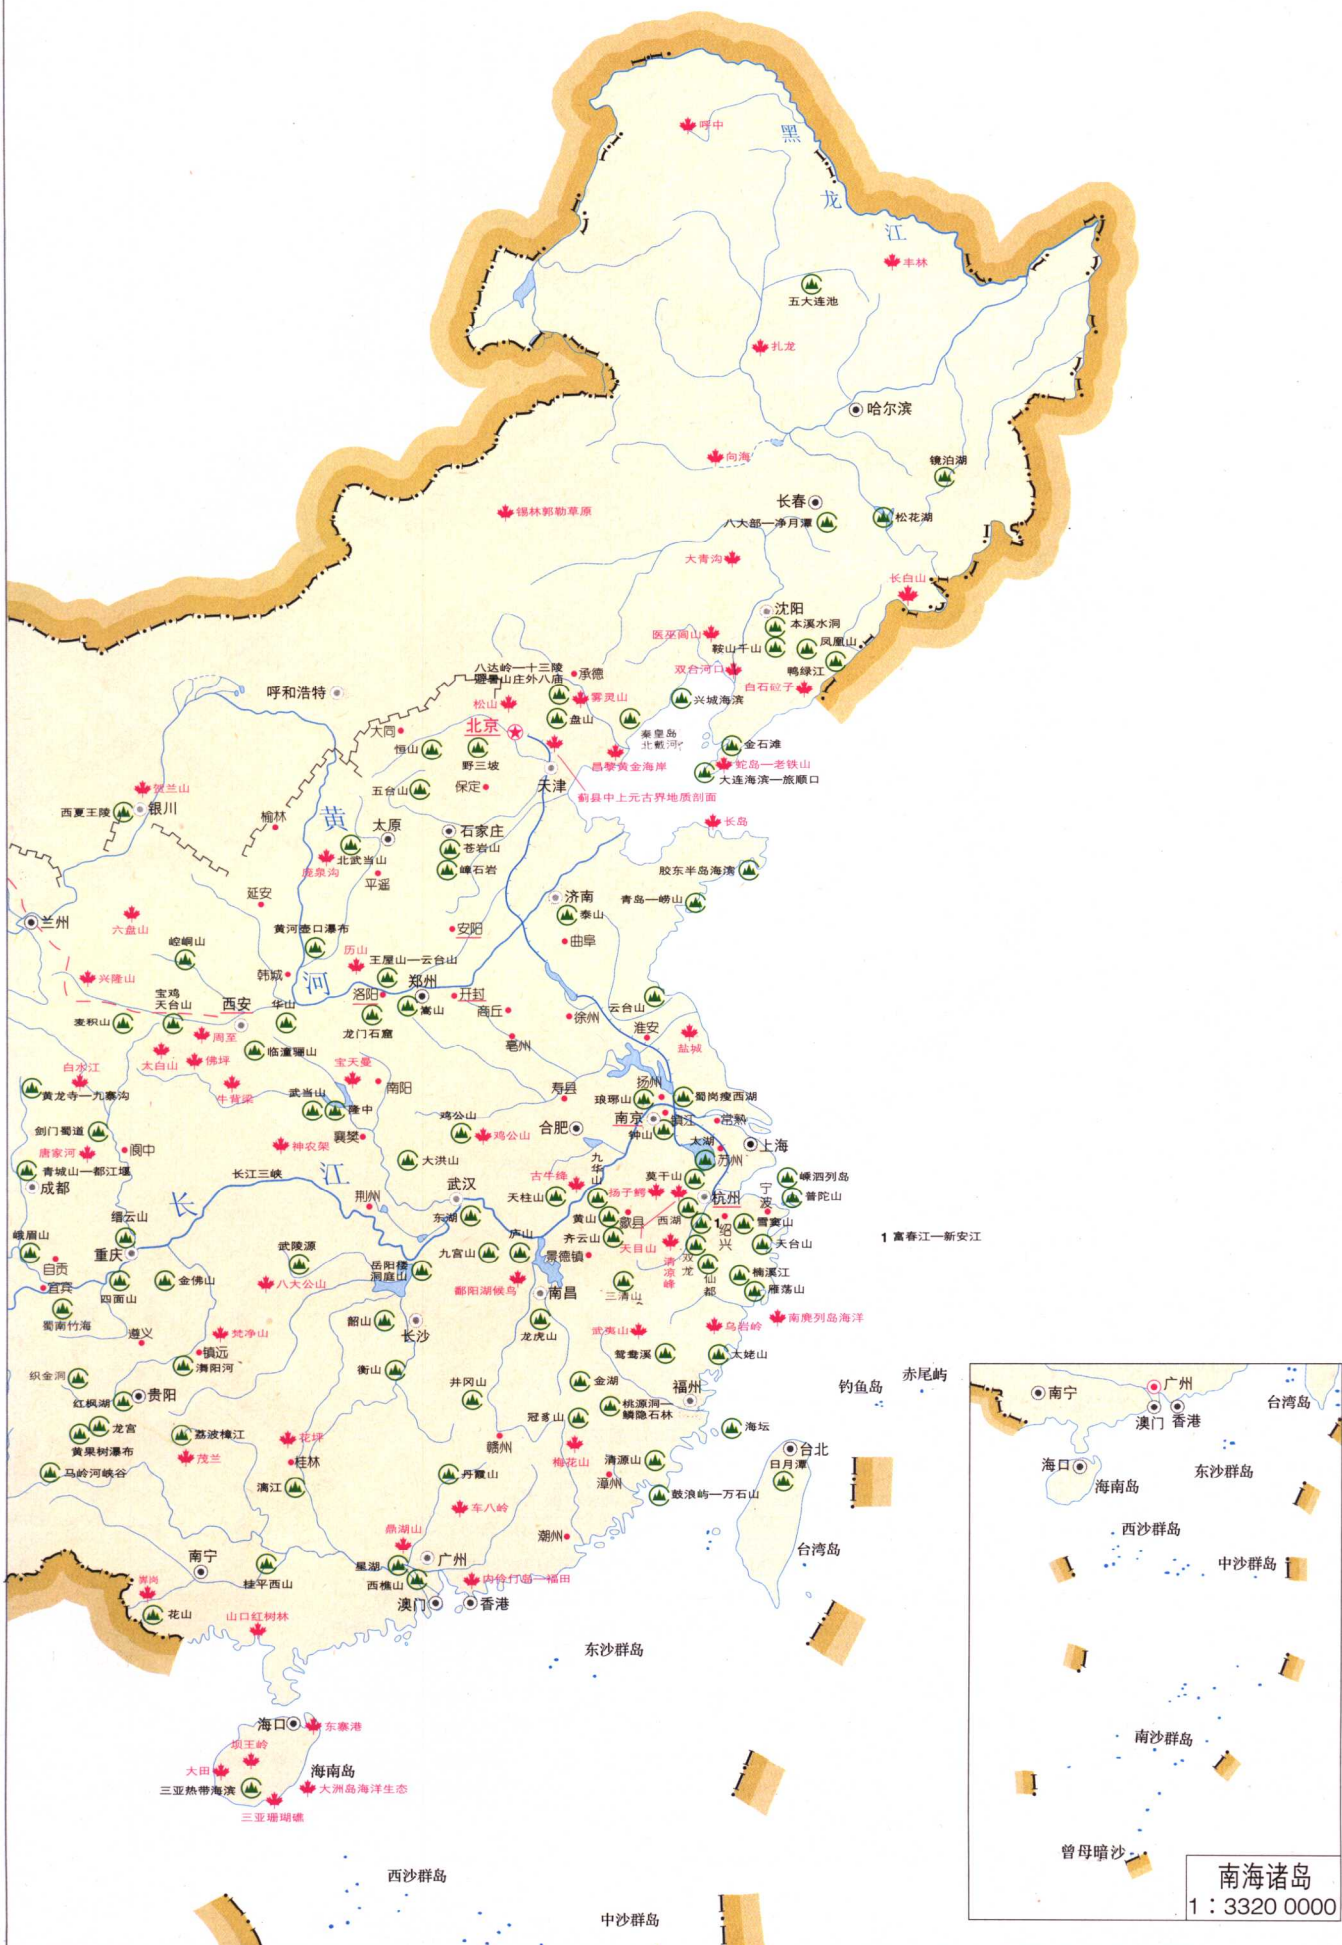 呼中
黑
龙
江
丰林
五大连池
扎龙
哈尔滨
向海
镜泊湖
锡林郭勒草原
长春
八大部—净月潭
松花湖
大青沟
长白山
沈阳
本溪水洞
医巫闾山
鞍山千山
凤凰山
双台河口
鸭绿江
白石砬子
八达岭—十三陵
避暑山庄外八庙
承德
呼和浩特
松山
雾灵山
兴城海滨
北京
盘山
大同
恒山
野三坡
秦皇岛
北戴河
金石滩
昌黎黄金海岸
蛇岛—老铁山
大连海滨—旅顺口
贺兰山
五台山
保定
天津
蓟县中上元古界地质剖面
西夏王陵
银川
榆林
黄
太原
石家庄
长岛
苍岩山
北武当山
庞泉沟
平遥
嶂石岩
胶东半岛海滨
延安
济南
泰山
青岛—崂山
兰州
六盘山
黄河壶口瀑布
安阳
曲阜
崆峒山
历山
王屋山—云台山
兴隆山
韩城
河
郑州
宝鸡
天台山
西安
华山
洛阳
开封
嵩山
商丘
徐州
云台山
麦积山
周至
龙门石窟
亳州
淮安
盐城
太白山
佛坪
临潼骊山
白水江
牛背梁
宝天曼
南阳
寿县
扬州
黄龙寺—九寨沟
武当山
隆中
琅琊山
蜀岗瘦西湖
剑门蜀道
襄樊
鸡公山
鸡公山
合肥
南京
镇江
常熟
钟山
唐家河
阆中
神农架
大洪山
太湖
苏州
上海
青城山—都江堰
成都
长江三峡
江
长
荆州
武汉
古牛绛
九
华
山
天柱山
扬子鳄
莫干山
杭州
宁
波
嵊泗列岛
普陀山
缙云山
东湖
黄山
歙县
西湖
1
绍
兴
雪窦山
峨眉山
重庆
武陵源
九宫山
庐山
齐云山
天目山
天台山
1 富春江—新安江
自贡
岳阳楼
洞庭山
景德镇
清
凉
峰
双
龙
仙
都
楠溪江
宜宾
四面山
金佛山
八大公山
鄱阳湖候鸟
南昌
三清山
雁荡山
蜀南竹海
遵义
梵净山
韶山
长沙
龙虎山
武夷山
乌岩岭
南麂列岛海洋
镇远
㵲阳河
鸳鸯溪
太姥山
织金洞
衡山
井冈山
金湖
福州
钓鱼岛
赤尾屿
红枫湖
贵阳
桃源洞—
鳞隐石林
冠豸山
龙宫
荔波樟江
花坪
赣州
海坛
黄果树瀑布
茂兰
桂林
梅花山
清源山
台北
日月潭
马岭河峡谷
漓江
丹霞山
漳州
鼓浪屿—万石山
车八岭
鼎湖山
潮州
台湾岛
南宁
桂平西山
星湖
广州
西樵山
内伶仃岛—福田
澳门
香港
花山
山口红树林
东沙群岛
海口
东寨港
坝王岭
大田
海南岛
三亚热带海滨
大洲岛海洋生态
三亚珊瑚礁
西沙群岛
中沙群岛
南宁
广州
澳门
香港
台湾岛
海口
海南岛
东沙群岛
西沙群岛
中沙群岛
南沙群岛
曾母暗沙
南海诸岛
1：3320 0000